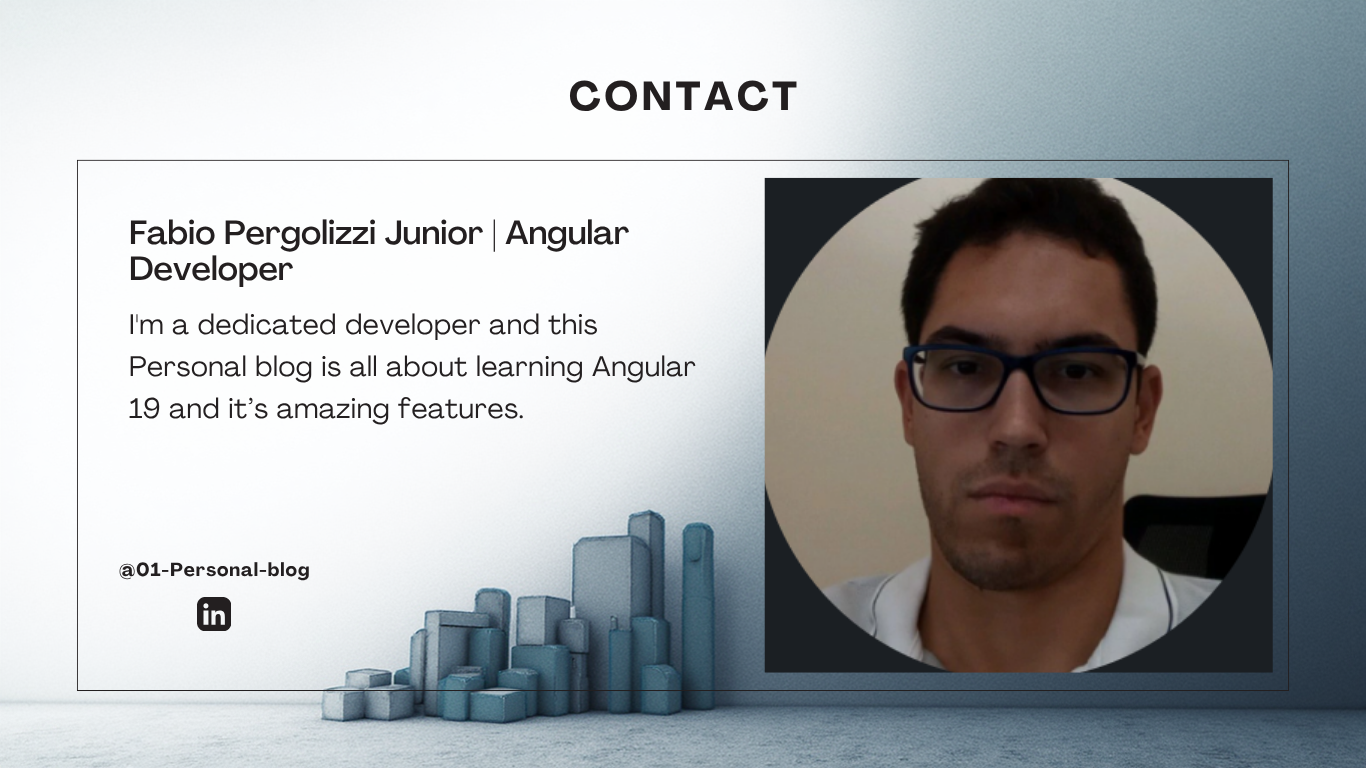 CONTACT
Fabio Pergolizzi Junior | Angular
Developer
I'm a dedicated developer and this
Personal blog is all about learning Angular
19 and it’s amazing features.
@01-Personal-blog
in